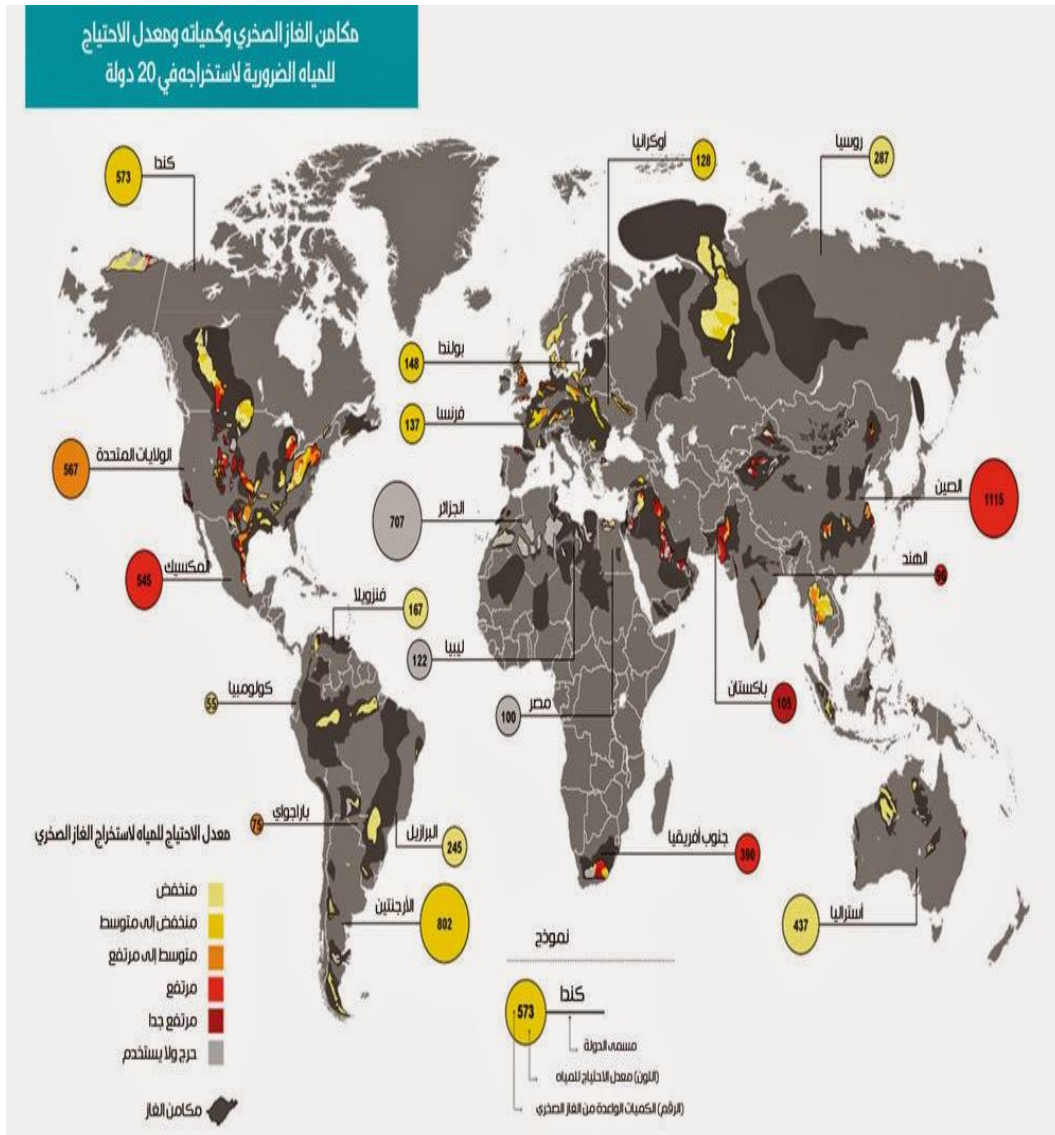 مكامن الغاز الصخري وكمياته ومعدل الاحتياج
للمياه الضرورية لاستخراجه في 20 دولة
كندا
573
أوكرانيا
128
روسيا
287
بولندا
148
فرنسا
137
الولايات المتحدة
567
الجزائر
707
الصين
1115
المكسيك
545
الهند
فنزويلا
167
ليبيا
122
باكستان
105
كولومبيا
55
مصر
100
باراجواي
75
البرازيل
245
جنوب أفريقيا
390
الأرجنتين
802
أستراليا
437
معدل الاحتياج للمياه لاستخراج الغاز الصخري
منخفض
منخفض إلى متوسط
متوسط إلى مرتفع
مرتفع
مرتفع جدا
حرج ولا يستخدم
مكامن الغاز
نموذج
كندا
573
مسمى الدولة
(اللون) معدل الاحتياج للمياه
(الرقم) الكميات الواعدة من الغاز الصخري